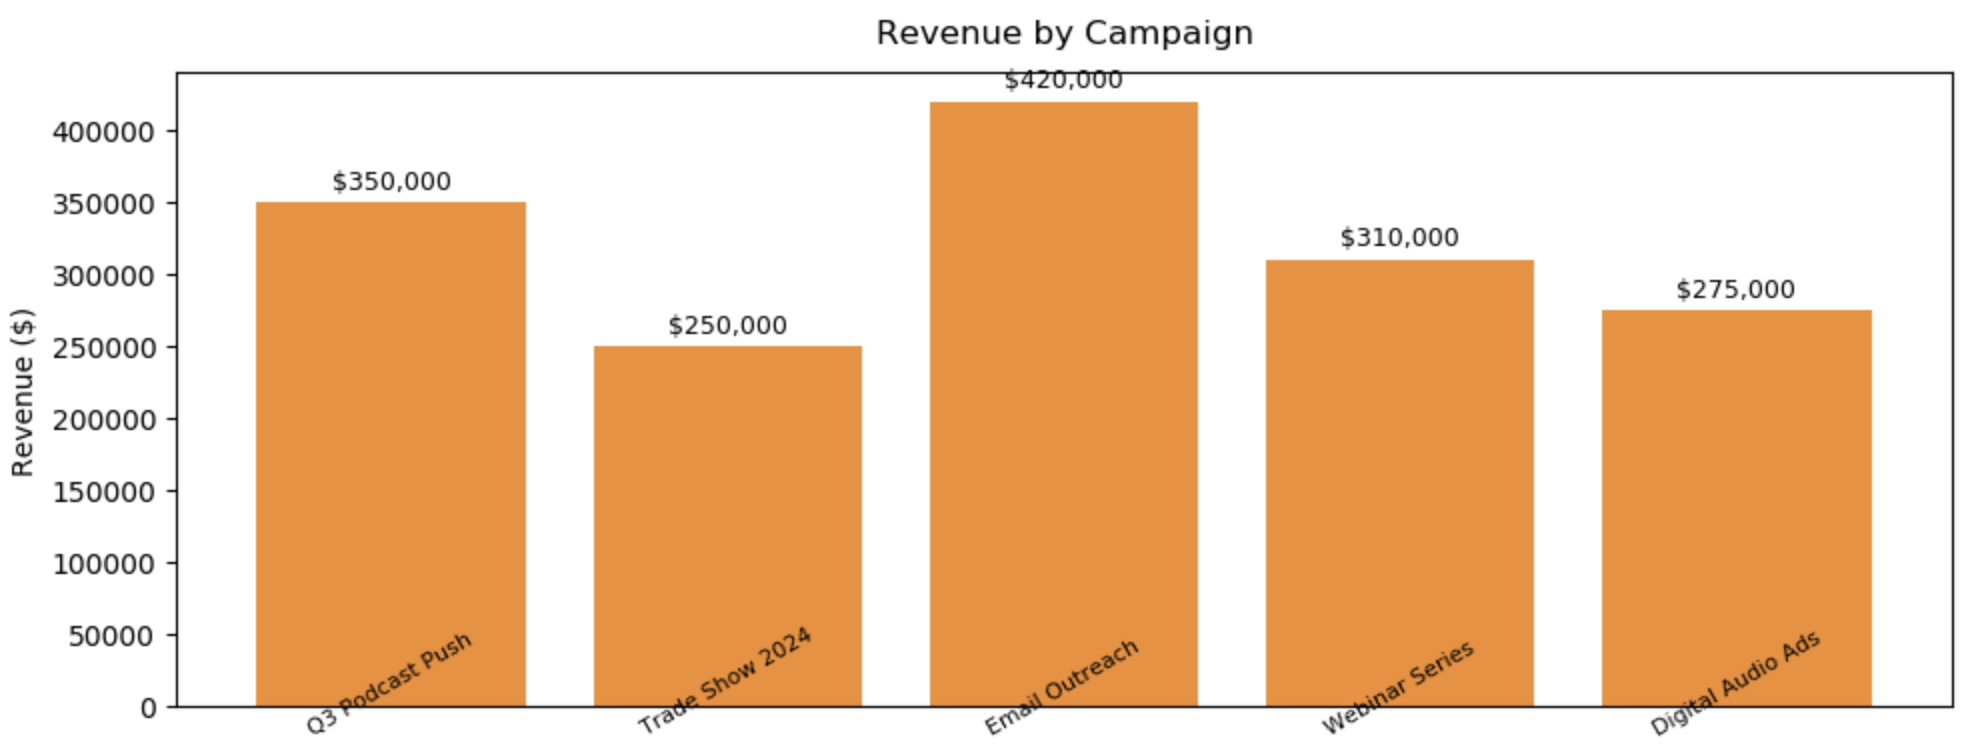 Revenue by Campaign
Revenue ($)
400000
350000
300000
250000
200000
150000
100000
50000
0
$350,000
$250,000
$420,000
$310,000
$275,000
Q3 Podcast Push
Trade Show 2024
Email Outreach
Webinar Series
Digital Audio Ads